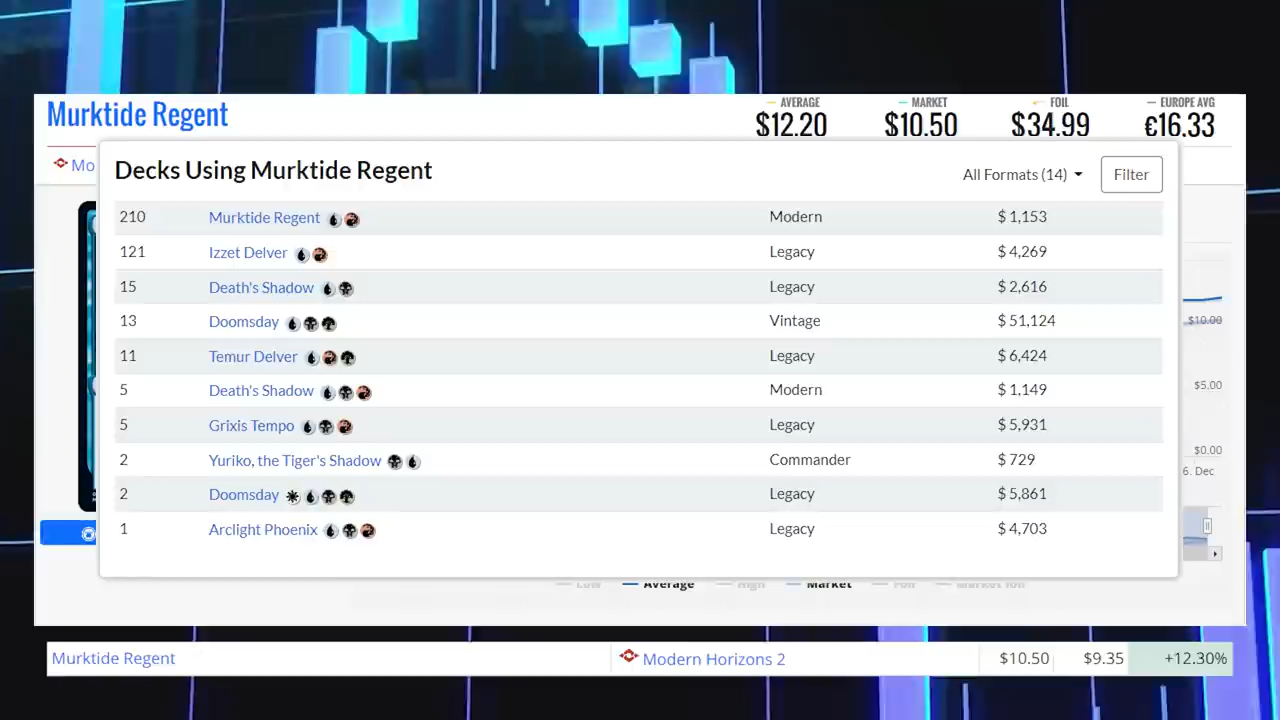 AVERAGE MARKET FOIL EUROPE AVG
Murktide Regent $12.20 $10.50 $34.99 €16.33
Mo
Decks Using Murktide Regent All Formats (14) Filter
210 Murktide Regent Modern $ 1,153
121 Izzet Delver Legacy $ 4,269
15 Death's Shadow Legacy $ 2,616
13 Doomsday Vintage $ 51,124
$10.00
11 Temur Delver Legacy $ 6,424
5 Death's Shadow Modern $ 1,149
$5.00
5 Grixis Tempo Legacy $ 5,931
$0.00
2 Yuriko, the Tiger's Shadow Commander $ 729
6. Dec
2 Doomsday Legacy $ 5,861
1 Arclight Phoenix Legacy $ 4,703
Low Average High Market Foil Market Foil
Murktide Regent Modern Horizons 2 $10.50 $9.35 +12.30%